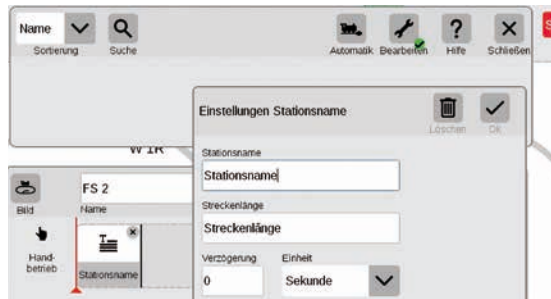 Name
Sortierung
Suche
Automatik
Bearbeiten
Hilfe
Schließen
Einstellungen Stationsname
Löschen
OK
Stationsname
Stationsname
Streckenlänge
Streckenlänge
Verzögerung
Einheit
0
Sekunde
Bild
FS 2
Name
Hand-
betrieb
Stationsname